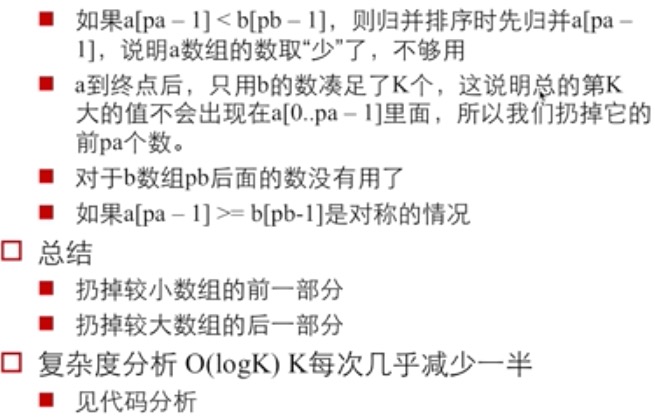 如果a[pa – 1] < b[pb – 1]，则归并排序时先归并a[pa –
1]，说明a数组的数取“少”了，不够用
a到终点后，只用b的数凑足了K个，这说明总的第K
大的值不会出现在a[0..pa – 1]里面，所以我们扔掉它的
前pa个数。
对于b数组pb后面的数没有用了
如果a[pa – 1] >= b[pb-1]是对称的情况
总结
扔掉较小数组的前一部分
扔掉较大数组的后一部分
复杂度分析 O(logK) K每次几乎减少一半
见代码分析